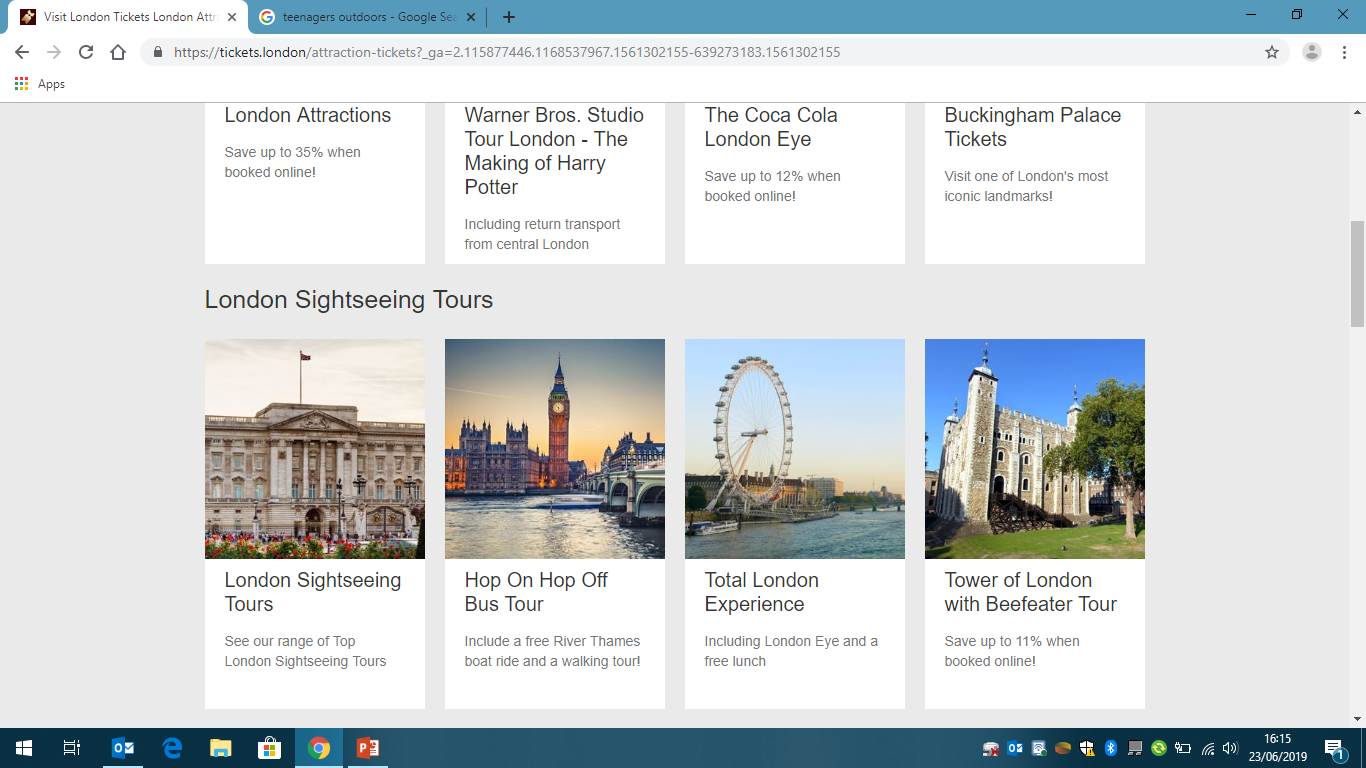 Visit London Tickets London Attr
teenagers outdoors - Google Sea
https://tickets.london/attraction-tickets?_ga=2.115877446.1168537967.1561302155-639273183.1561302155
Apps
London Attractions
Save up to 35% when
booked online!
Warner Bros. Studio
Tour London - The
Making of Harry
Potter
Including return transport
from central London
The Coca Cola
London Eye
Save up to 12% when
booked online!
Buckingham Palace
Tickets
Visit one of London's most
iconic landmarks!
London Sightseeing Tours
London Sightseeing
Tours
See our range of Top
London Sightseeing Tours
Hop On Hop Off
Bus Tour
Include a free River Thames
boat ride and a walking tour!
Total London
Experience
Including London Eye and a
free lunch
Tower of London
with Beefeater Tour
Save up to 11% when
booked online!
16:15
23/06/2019
1